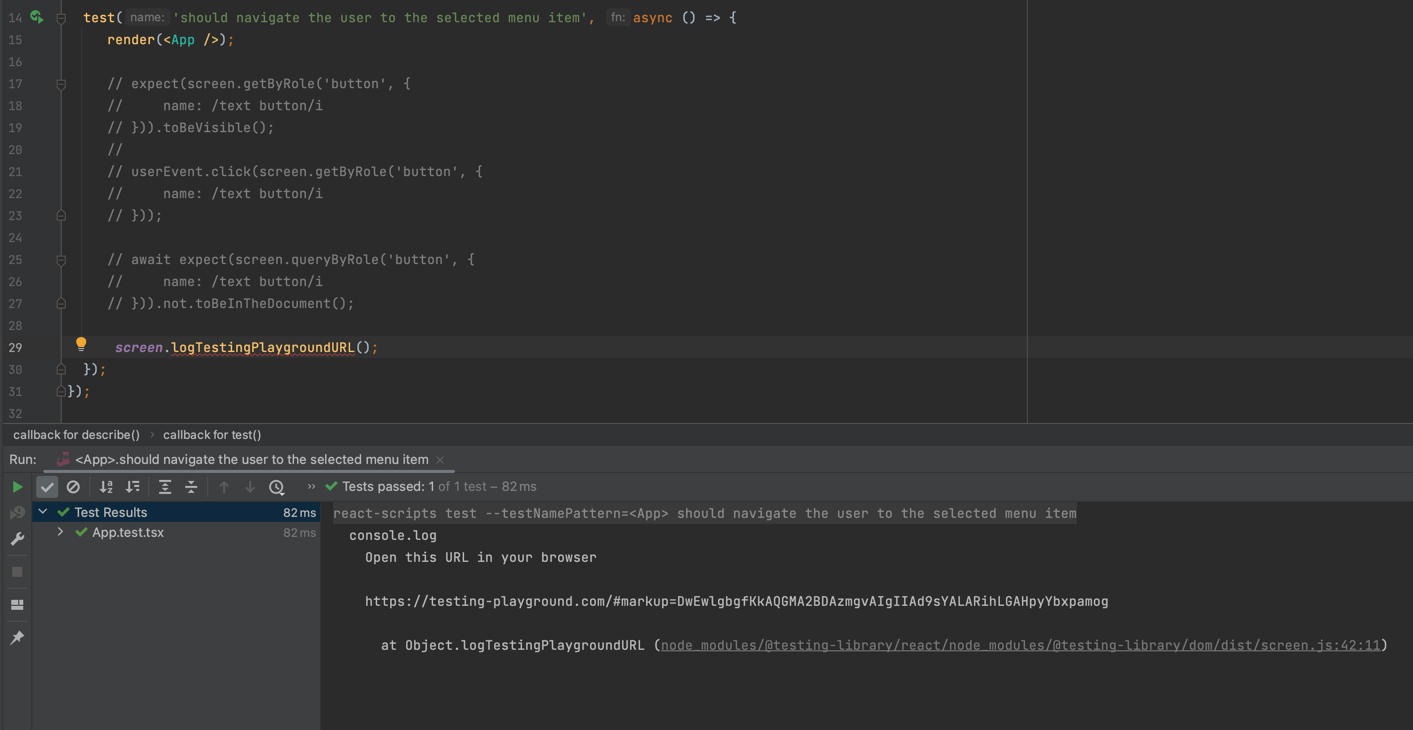 14 test( name: 'should navigate the user to the selected menu item', fn: async () => {
15 render(<App />);
16
17 // expect(screen.getByRole('button', {
18 //     name: /text button/i
19 // })).toBeVisible();
20 //
21 // userEvent.click(screen.getByRole('button', {
22 //     name: /text button/i
23 // }));
24
25 // await expect(screen.queryByRole('button', {
26 //     name: /text button/i
27 // })).not.toBeInTheDocument();
28
29 screen.logTestingPlaygroundURL();
30 });
31 });
32
callback for describe() › callback for test()
Run: <App>.should navigate the user to the selected menu item ×
» Tests passed: 1 of 1 test – 82 ms
Test Results 82 ms
App.test.tsx 82 ms
react-scripts test --testNamePattern=<App> should navigate the user to the selected menu item
console.log
Open this URL in your browser
https://testing-playground.com/#markup=DwEwlgbgfKkAQGMA2BDAzmgvAIgIIAd9sYALARihLGAHpyYbxpamog
at Object.logTestingPlaygroundURL (node_modules/@testing-library/react/node_modules/@testing-library/dom/dist/screen.js:42:11)